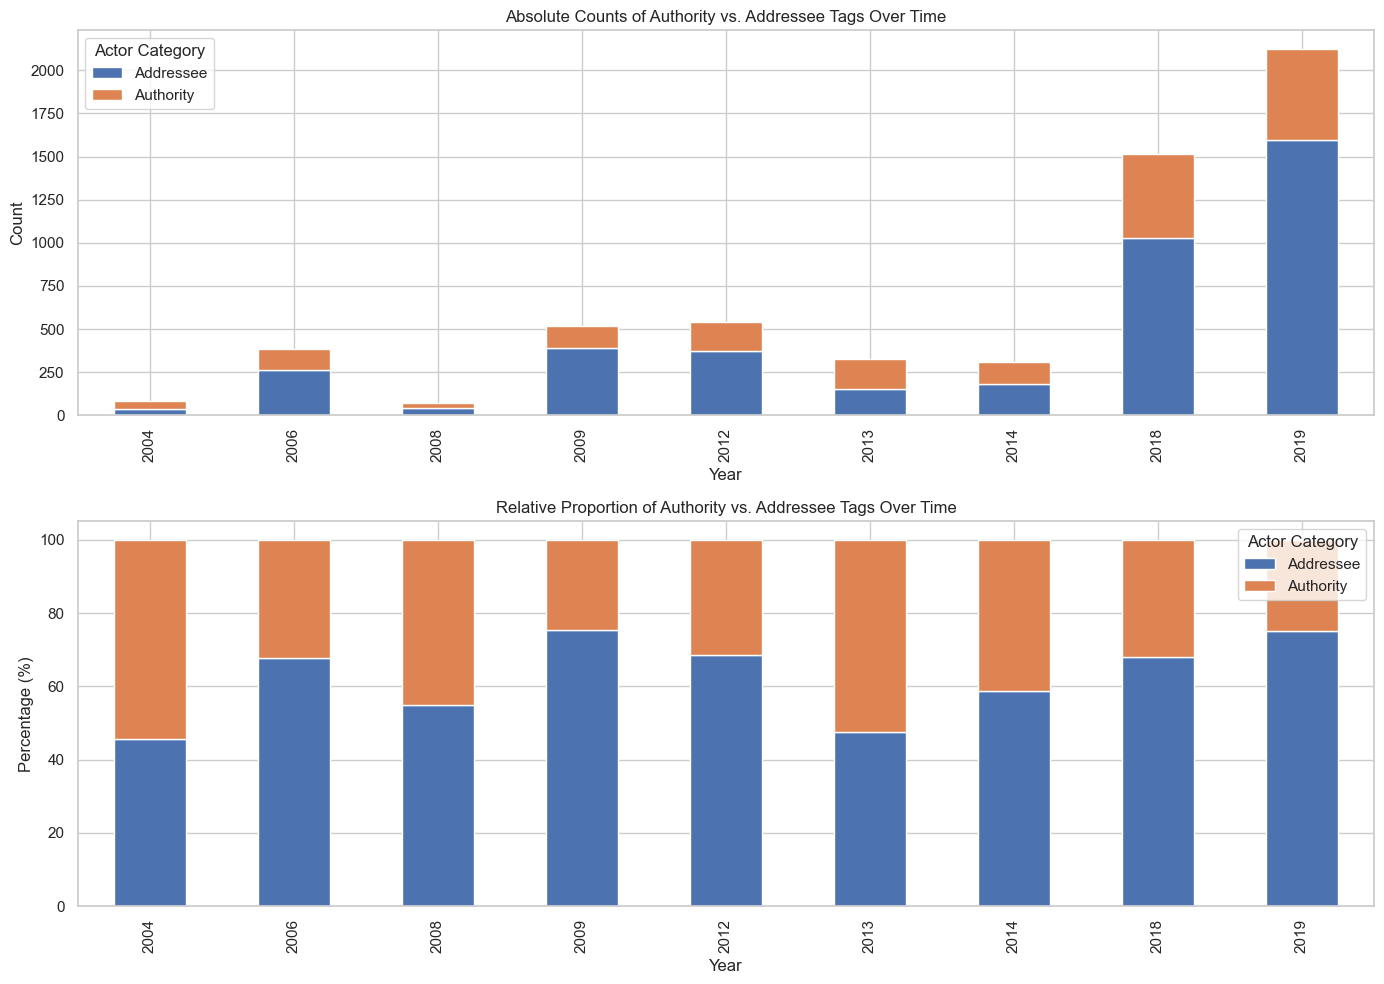 Absolute Counts of Authority vs. Addressee Tags Over Time
Actor Category
Addressee
Authority
Count
2000
1750
1500
1250
1000
750
500
250
0
2004
2006
2008
2009
2012
2013
2014
2018
2019
Year
Relative Proportion of Authority vs. Addressee Tags Over Time
Actor Category
Addressee
Authority
Percentage (%)
100
80
60
40
20
0
2004
2006
2008
2009
2012
2013
2014
2018
2019
Year